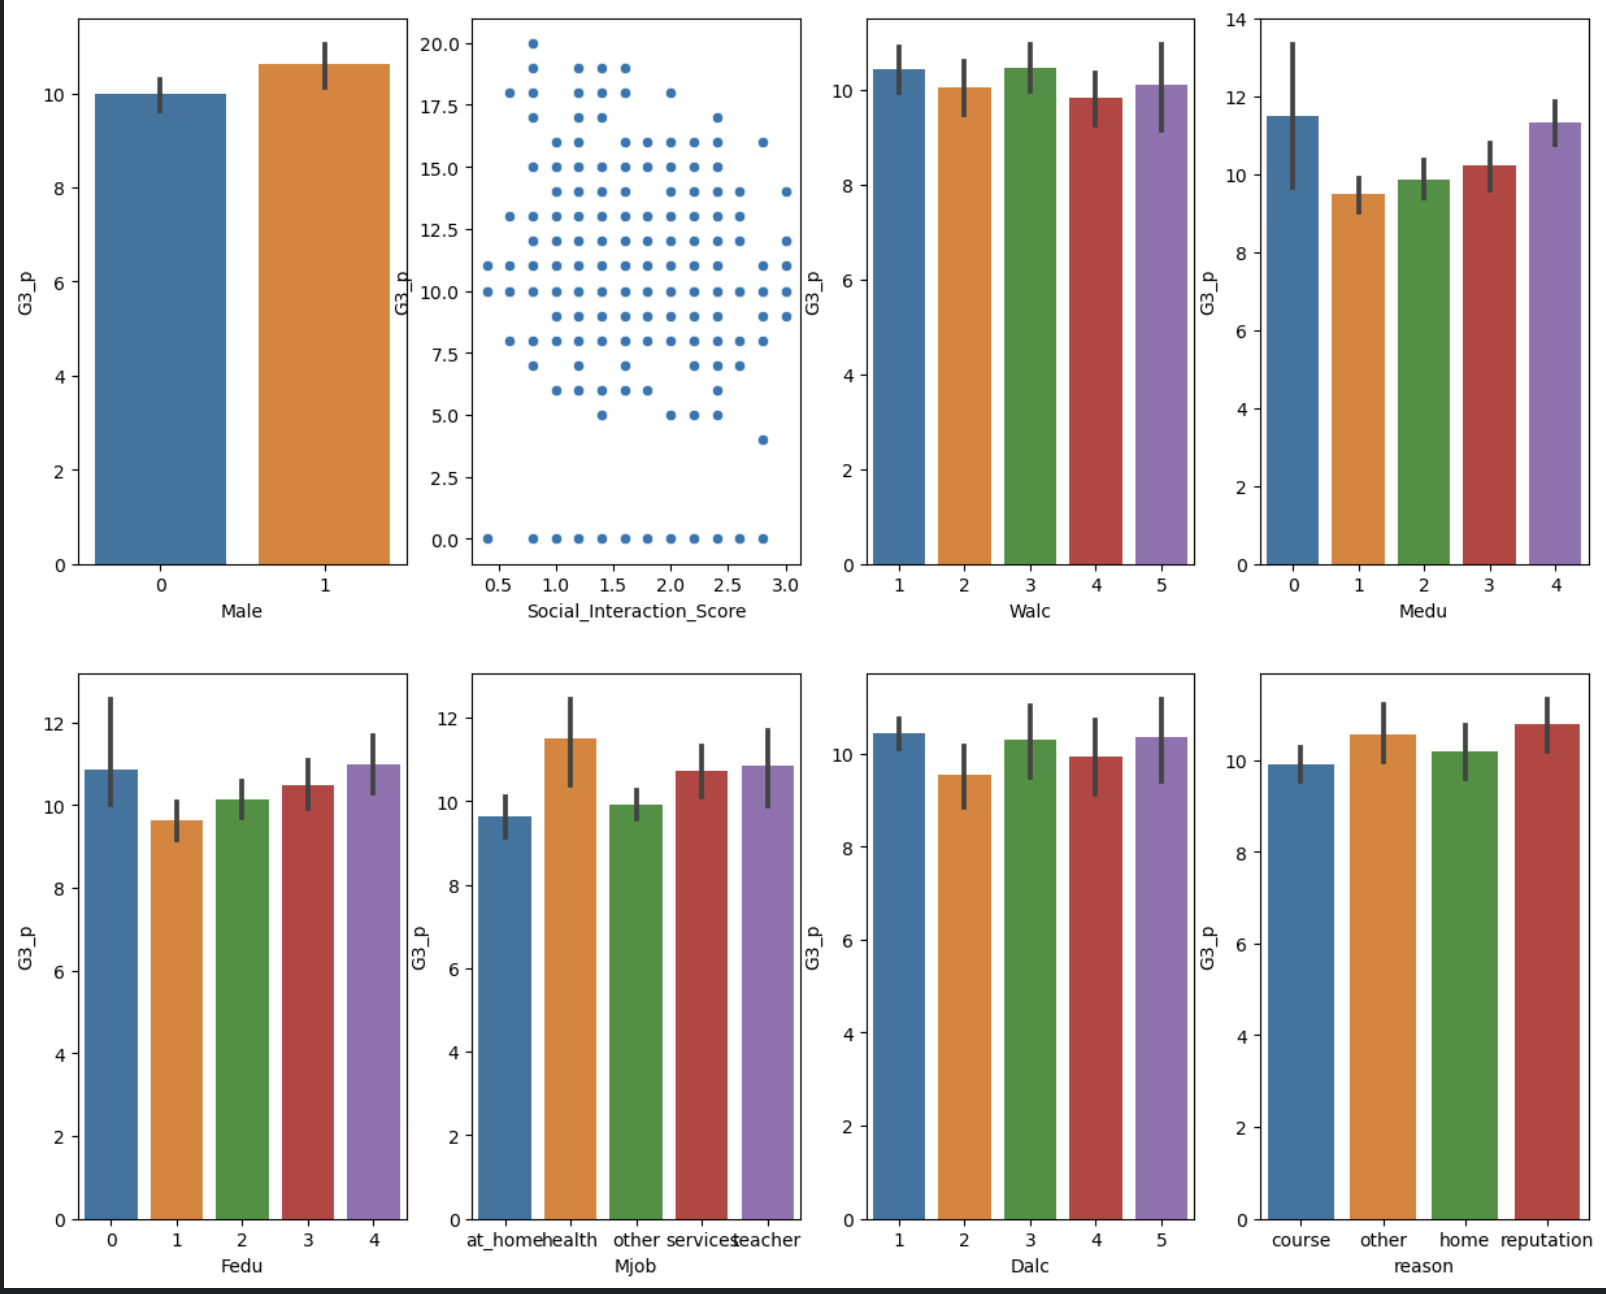 10
8
6
4
2
0
G3_p
0 1
Male
20.0
17.5
15.0
12.5
10.0
7.5
5.0
2.5
0.0
G3_p
0.5 1.0 1.5 2.0 2.5 3.0
Social_Interaction_Score
10
8
6
4
2
0
G3_p
1 2 3 4 5
Walc
14
12
10
8
6
4
2
0
G3_p
0 1 2 3 4
Medu
12
10
8
6
4
2
0
G3_p
0 1 2 3 4
Fedu
12
10
8
6
4
2
0
G3_p
at_home health other services teacher
Mjob
10
8
6
4
2
0
G3_p
1 2 3 4 5
Dalc
10
8
6
4
2
0
G3_p
course other home reputation
reason